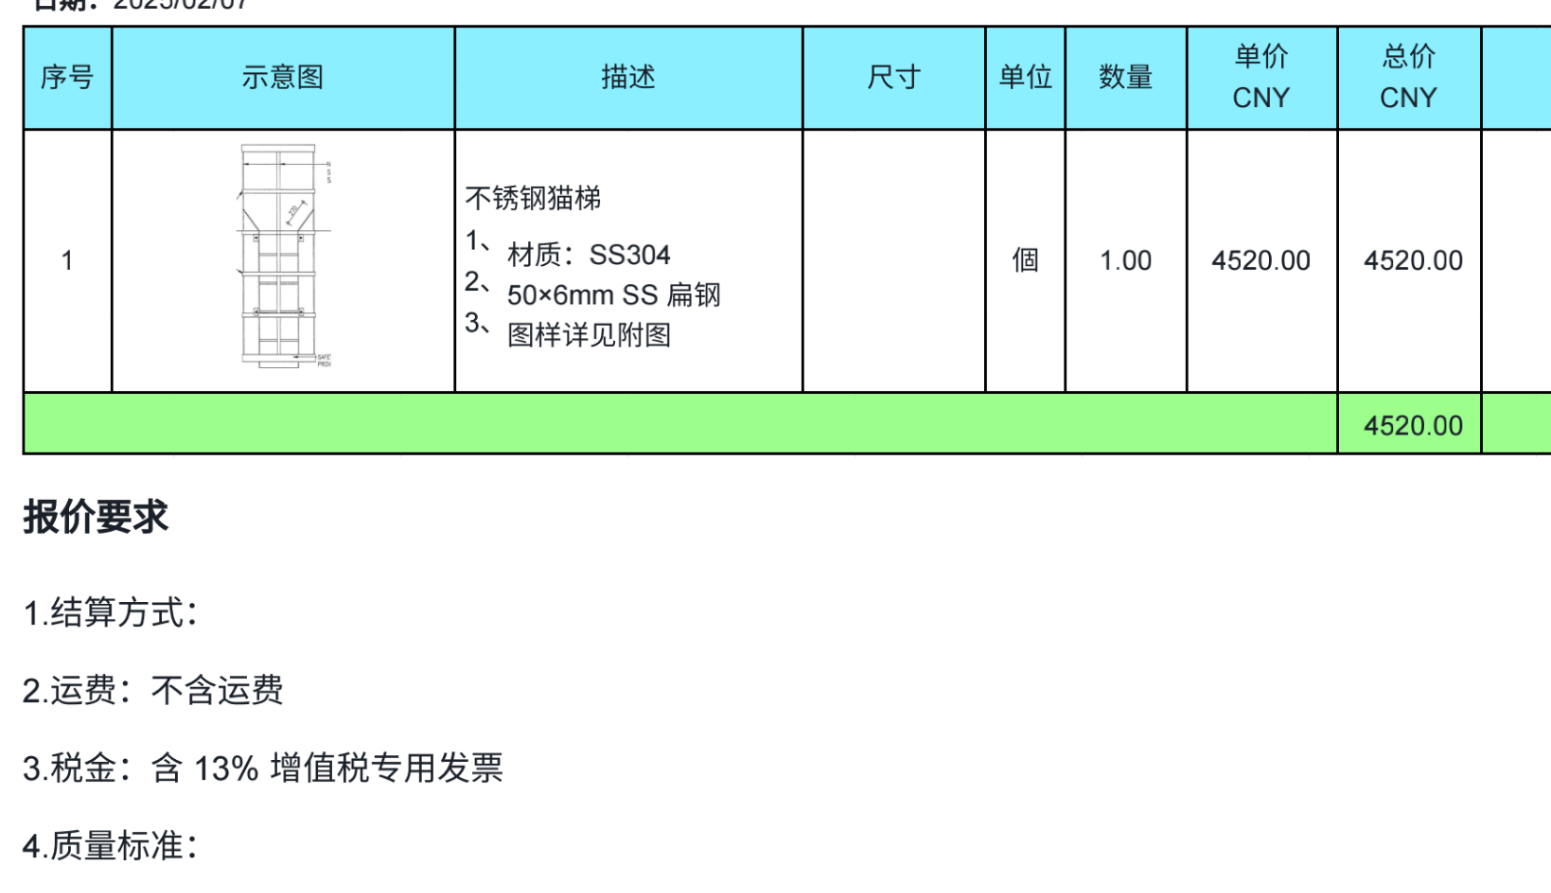 日期：2025/02/07
序号 示意图 描述 尺寸 单位 数量 单价 CNY 总价 CNY
1
不锈钢猫梯
1、材质：SS304
2、50×6mm SS 扁钢
3、图样详见附图
個 1.00 4520.00 4520.00
4520.00
报价要求
1.结算方式：
2.运费：不含运费
3.税金：含 13% 增值税专用发票
4.质量标准：